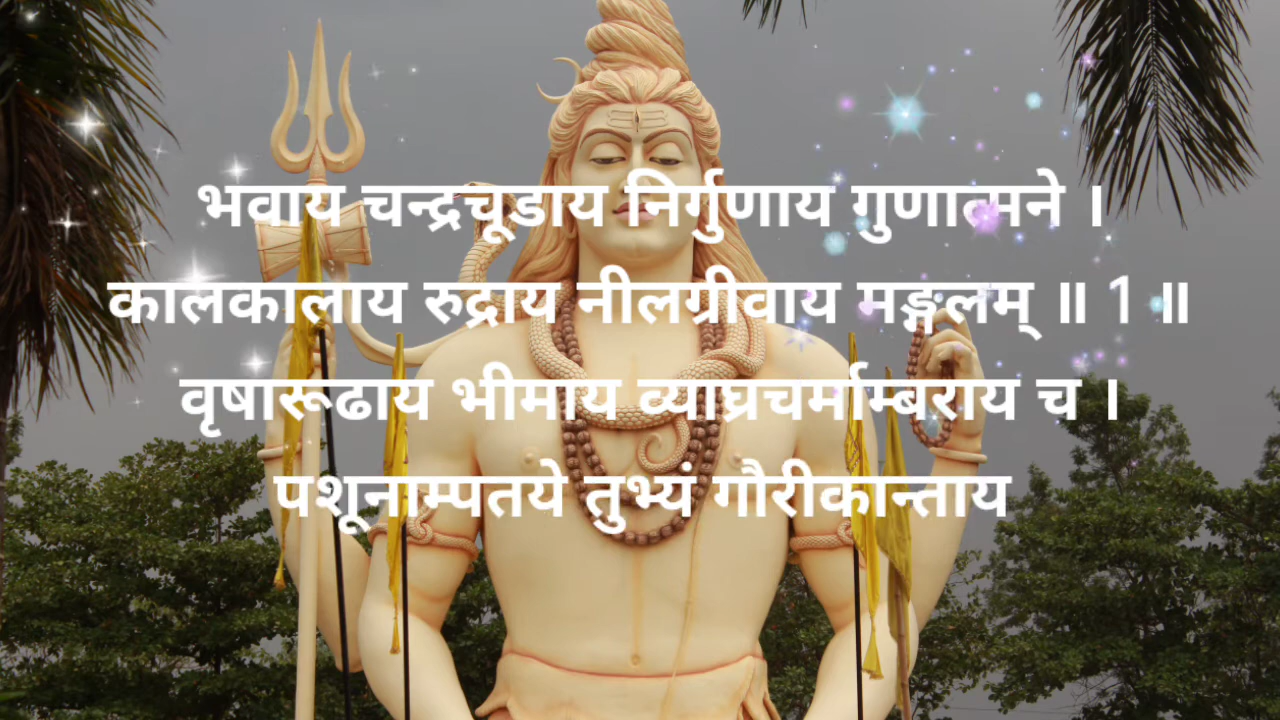 भवाय चन्द्रचूडाय निर्गुणाय गुणात्मने ।
कालकालाय रुद्राय नीलग्रीवाय मङ्गलम् ॥ 1 ॥
वृषारूढाय भीमाय व्याघ्रचर्माम्बराय च ।
पशूनाम्पतये तुभ्यं गौरीकान्ताय